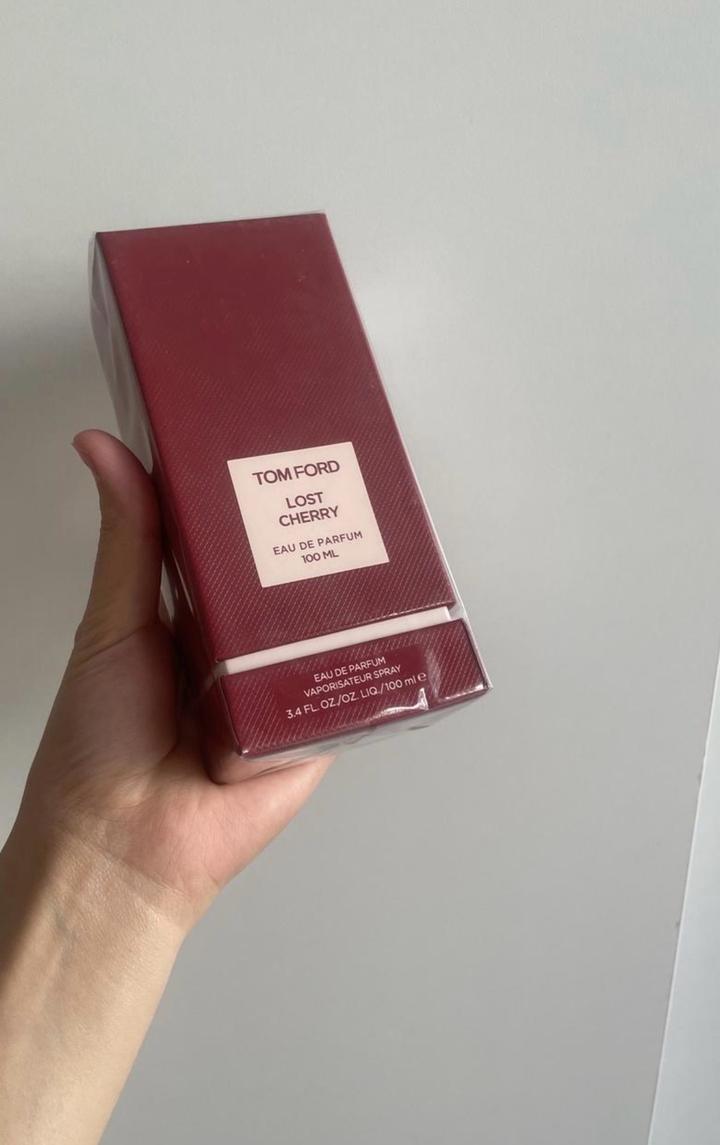 TOM FORD
LOST
CHERRY
EAU DE PARFUM
100 ML
EAU DE PARFUM
VAPORISATEUR SPRAY
3.4 FL. OZ./OZ. LIQ./100 ml ℮